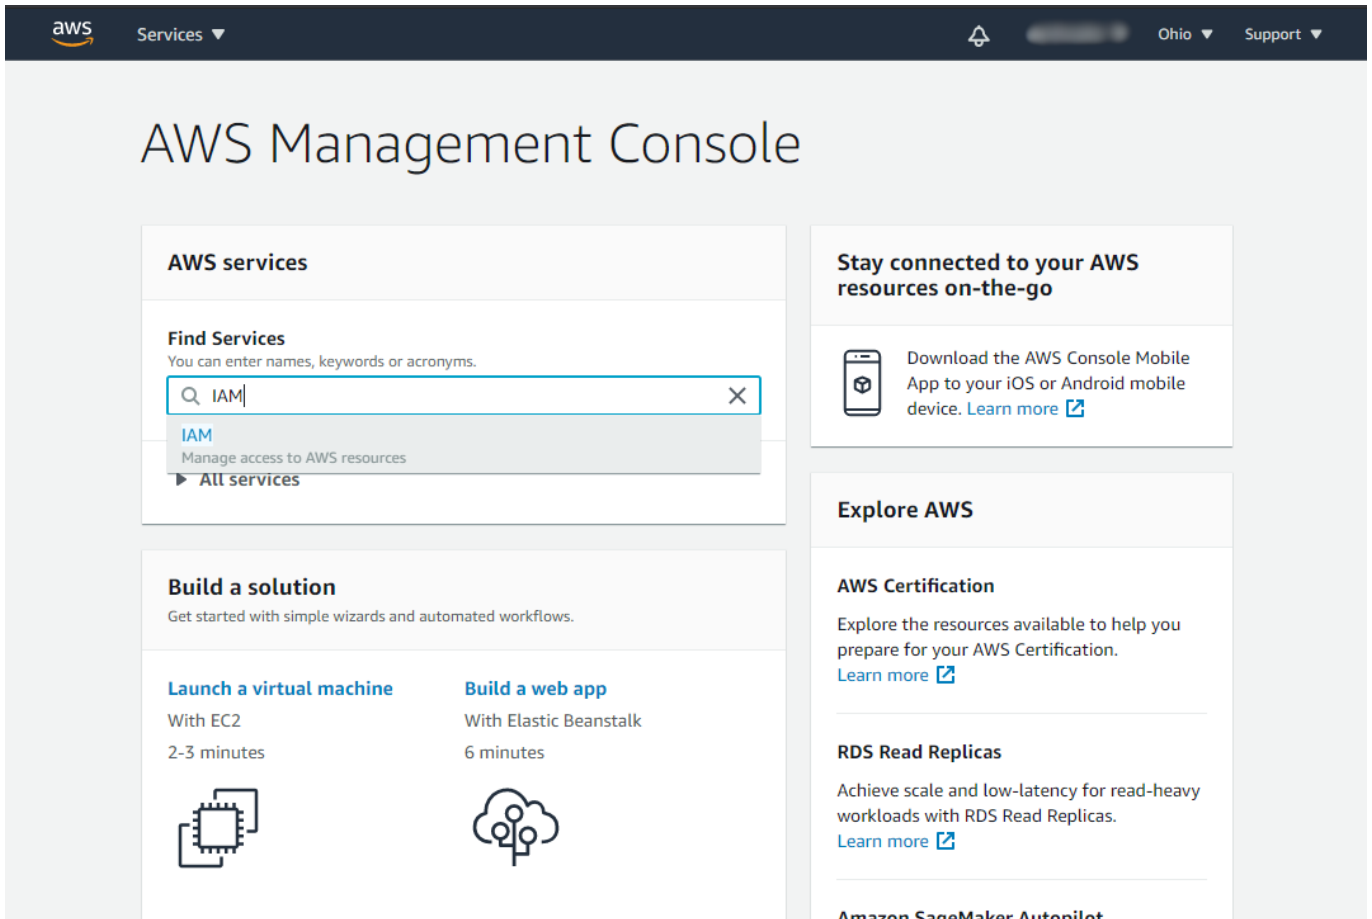 aws Services Ohio Support
AWS Management Console
AWS services
Find Services
You can enter names, keywords or acronyms.
IAM
IAM
Manage access to AWS resources
All services
Build a solution
Get started with simple wizards and automated workflows.
Launch a virtual machine
With EC2
2-3 minutes
Build a web app
With Elastic Beanstalk
6 minutes
Stay connected to your AWS
resources on-the-go
Download the AWS Console Mobile
App to your iOS or Android mobile
device. Learn more
Explore AWS
AWS Certification
Explore the resources available to help you
prepare for your AWS Certification.
Learn more
RDS Read Replicas
Achieve scale and low-latency for read-heavy
workloads with RDS Read Replicas.
Learn more
Amazon SageMaker Autopilot